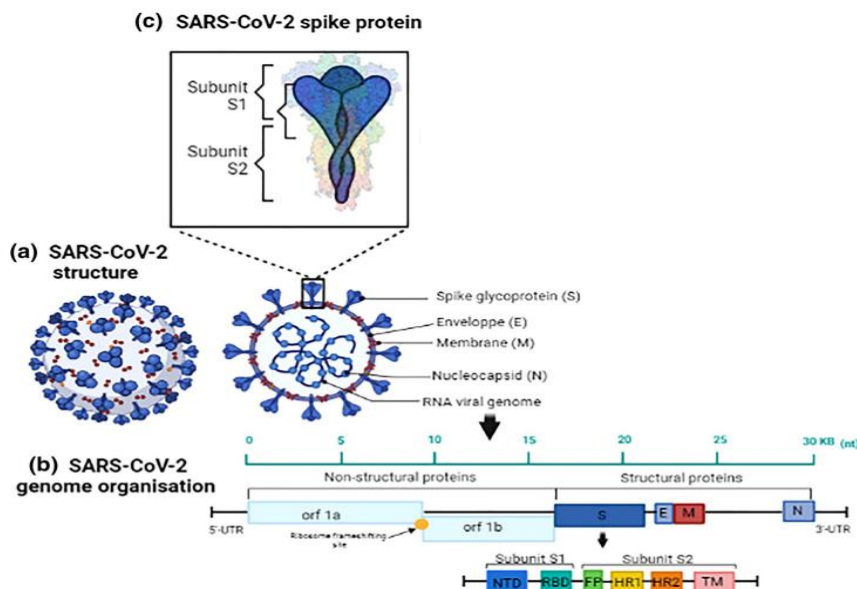 (c) SARS-CoV-2 spike protein
Subunit
S1
Subunit
S2
(a) SARS-CoV-2
structure
Spike glycoprotein (S)
Enveloppe (E)
Membrane (M)
Nucleocapsid (N)
RNA viral genome
0 5 10 15 20 25 30 KB (nt)
(b) SARS-CoV-2
genome organisation
Non-structural proteins Structural proteins
orf 1a S E M N
5'-UTR orf 1b 3'-UTR
Ribosome frameshifting
site
Subunit S1 Subunit S2
NTD RBD FP HR1 HR2 TM